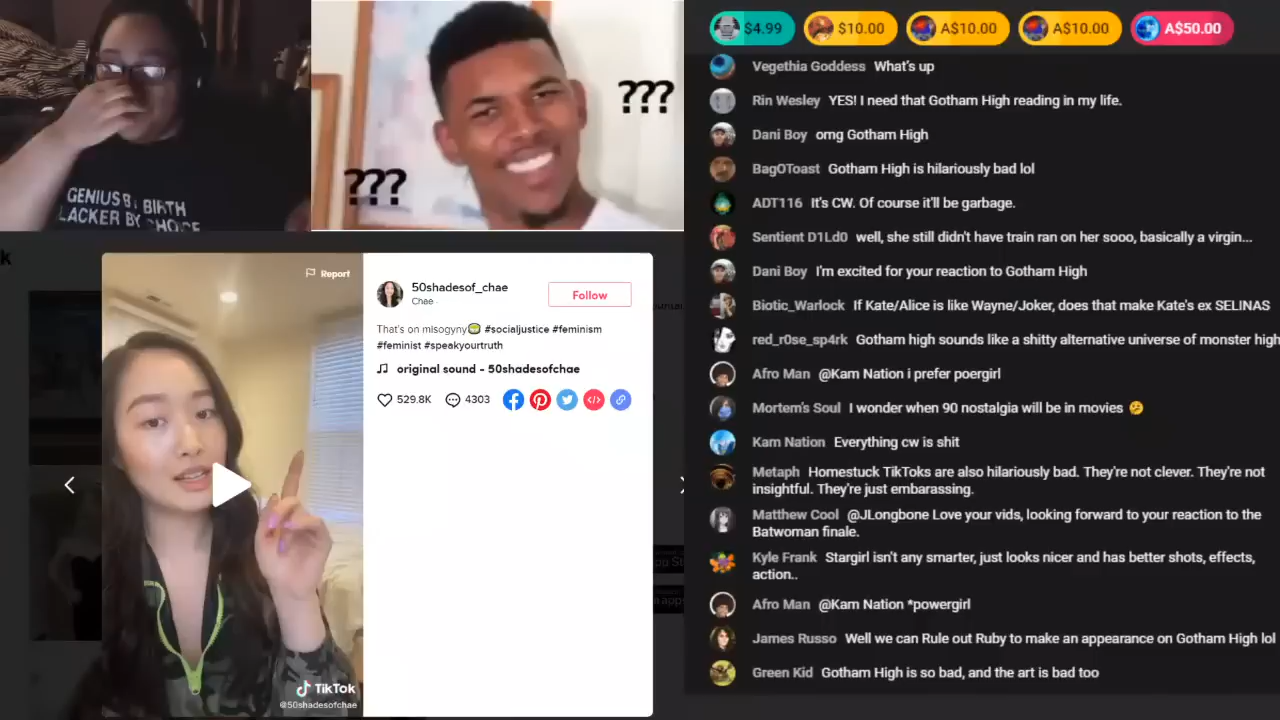 GENIUS B BIRTH
LACKER BY CHOICE
???
???
k
Report
50shadesof_chae
Chae ·
Follow
That's on misogyny #socialjustice #feminism
#feminist #speakyourtruth
original sound - 50shadesofchae
529.8K
4303
TikTok
@50shadesofchae
$4.99
$10.00
A$10.00
A$10.00
A$50.00
Vegethia Goddess What's up
Rin Wesley YES! I need that Gotham High reading in my life.
Dani Boy omg Gotham High
BagOToast Gotham High is hilariously bad lol
ADT116 It's CW. Of course it'll be garbage.
Sentient D1Ld0 well, she still didn't have train ran on her sooo, basically a virgin...
Dani Boy I'm excited for your reaction to Gotham High
Biotic_Warlock If Kate/Alice is like Wayne/Joker, does that make Kate's ex SELINAS
red_r0se_sp4rk Gotham high sounds like a shitty alternative universe of monster high
Afro Man @Kam Nation i prefer poergirl
Mortem's Soul I wonder when 90 nostalgia will be in movies 🤔
Kam Nation Everything cw is shit
Metaph Homestuck TikToks are also hilariously bad. They're not clever. They're not
insightful. They're just embarassing.
Matthew Cool @JLongbone Love your vids, looking forward to your reaction to the
Batwoman finale.
Kyle Frank Stargirl isn't any smarter, just looks nicer and has better shots, effects,
action..
Afro Man @Kam Nation *powergirl
James Russo Well we can Rule out Ruby to make an appearance on Gotham High lol
Green Kid Gotham High is so bad, and the art is bad too